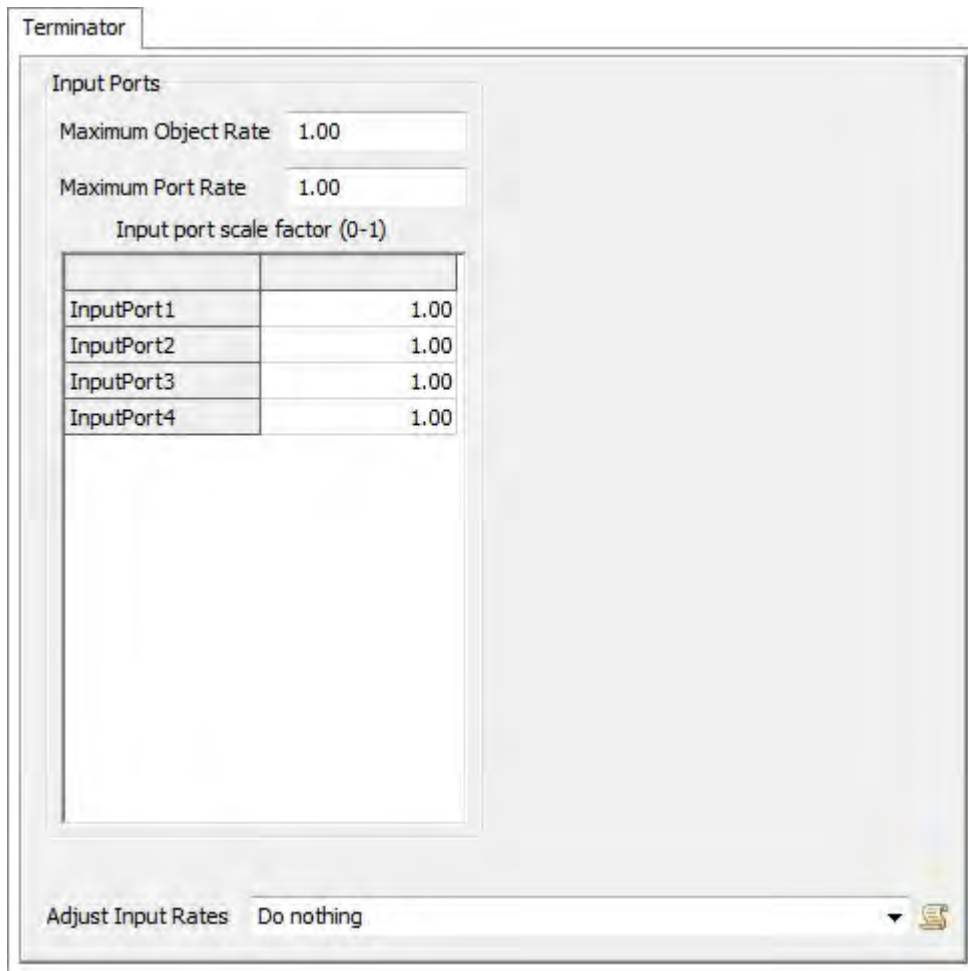 Terminator
Input Ports
Maximum Object Rate 1.00
Maximum Port Rate 1.00
Input port scale factor (0-1)
InputPort1 1.00
InputPort2 1.00
InputPort3 1.00
InputPort4 1.00
Adjust Input Rates Do nothing